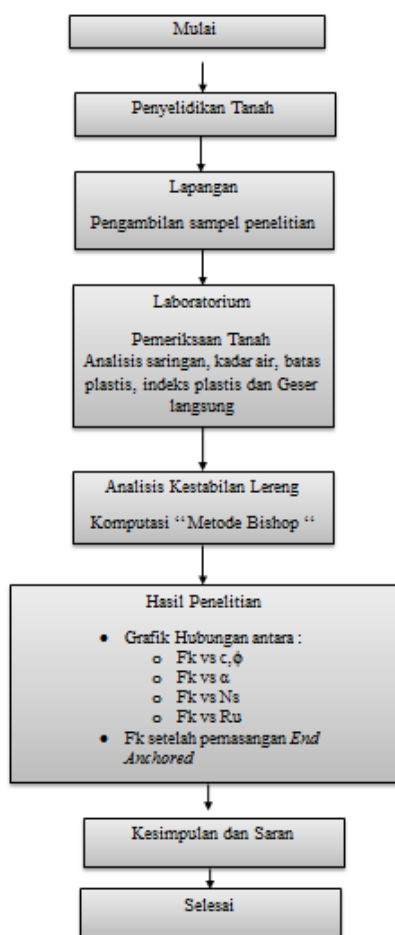 Mulai
Penyelidikan Tanah
Lapangan
Pengambilan sampel penelitian
Laboratorium
Pemeriksaan Tanah
Analisis saringan, kadar air, batas
plastis, indeks plastis dan Geser
langsung
Analisis Kestabilan Lereng
Komputasi “Metode Bishop “
Hasil Penelitian
● Grafik Hubungan antara :
o Fk vs c,ϕ
o Fk vs α
o Fk vs Ns
o Fk vs Ru
● Fk setelah pemasangan End
Anchored
Kesimpulan dan Saran
Selesai